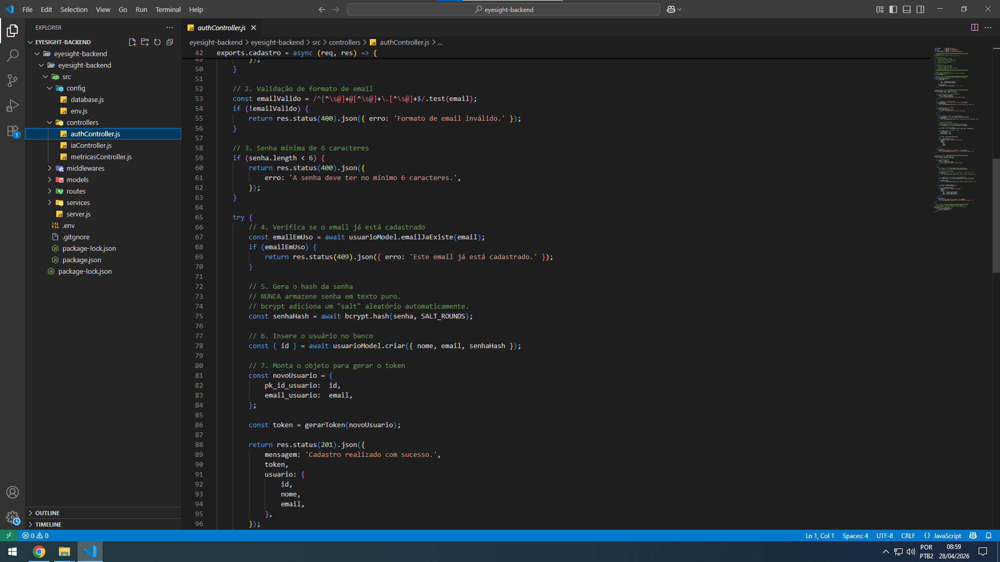 File Edit Selection View Go Run Terminal Help
eyesight-backend
EXPLORER
EYESIGHT-BACKEND
eyesight-backend
eyesight-backend
src
config
database.js
env.js
controllers
authController.js
iaController.js
metricasController.js
middlewares
models
routes
services
server.js
.env
.gitgnore
package-lock.json
package.json
package-lock.json
OUTLINE
TIMELINE
1
authController.js
eyesight-backend > eyesight-backend > src > controllers > authController.js > ...
42 exports.cadastro = async (req, res) => {
49 });
50 }
51
52 // 2. Validação de formato de email
53 const emailValido = /^[^\s@]+@[^\s@]+\.[^\s@]+$/.test(email);
54 if (!emailValido) {
55 return res.status(400).json({ erro: 'Formato de email inválido.' });
56 }
57
58 // 3. Senha mínima de 6 caracteres
59 if (senha.length < 6) {
60 return res.status(400).json({
61 erro: 'A senha deve ter no mínimo 6 caracteres.',
62 });
63 }
64
65 try {
66 // 4. Verifica se o email já está cadastrado
67 const emailEmUso = await usuarioModel.emailJaExiste(email);
68 if (emailEmUso) {
69 return res.status(409).json({ erro: 'Este email já está cadastrado.' });
70 }
71
72 // 5. Gera o hash da senha
73 // NUNCA armazene senha em texto puro.
74 // bcrypt adiciona um "salt" aleatório automaticamente.
75 const senhaHash = await bcrypt.hash(senha, SALT_ROUNDS);
76
77 // 6. Insere o usuário no banco
78 const { id } = await usuarioModel.criar({ nome, email, senhaHash });
79
80 // 7. Monta o objeto para gerar o token
81 const novoUsuario = {
82 pk_id_usuario: id,
83 email_usuario: email,
84 };
85
86 const token = gerarToken(novoUsuario);
87
88 return res.status(201).json({
89 mensagem: 'Cadastro realizado com sucesso.',
90 token,
91 usuario: {
92 id,
93 nome,
94 email,
95 },
96 });
0 0
Ln 1, Col 1 Spaces: 4 UTF-8 CRLF {} JavaScript
POR
PTB2
08:59
28/04/2026